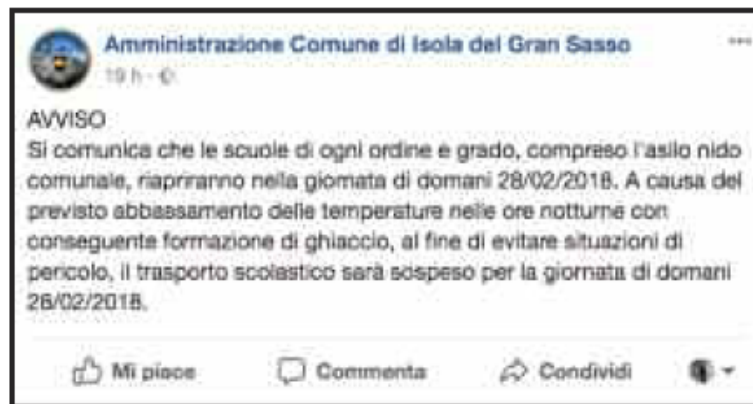 Amministrazione Comune di Isola del Gran Sasso
19 h
AVVISO
Si comunica che le scuole di ogni ordine e grado, compreso l'asilo nido
comunale, riapriranno nella giornata di domani 28/02/2018. A causa del
previsto abbassamento delle temperature nelle ore notturne con
conseguente formazione di ghiaccio, al fine di evitare situazioni di
pericolo, il trasporto scolastico sarà sospeso per la giornata di domani
28/02/2018.
Mi piace Commenta Condividi